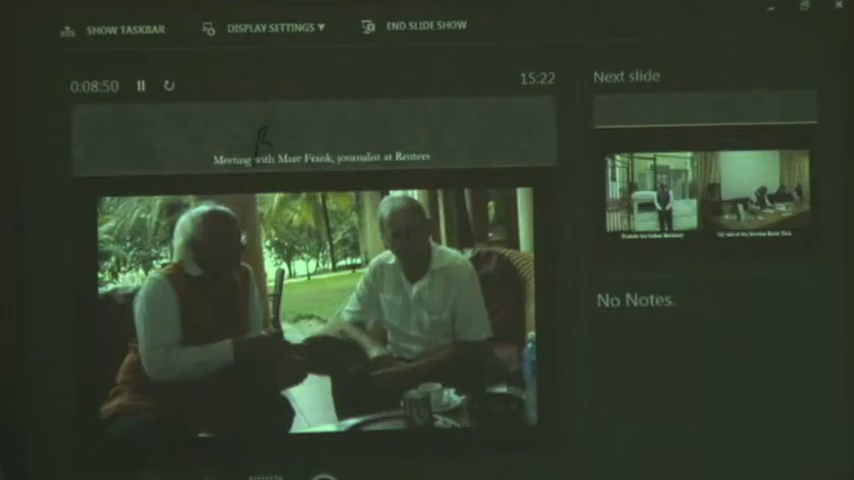 SHOW TASKBAR
DISPLAY SETTINGS ▼
END SLIDE SHOW
0:08:50
15:22
Next slide
Meeting with Marc Frank, journalist at Reuters
No Notes.